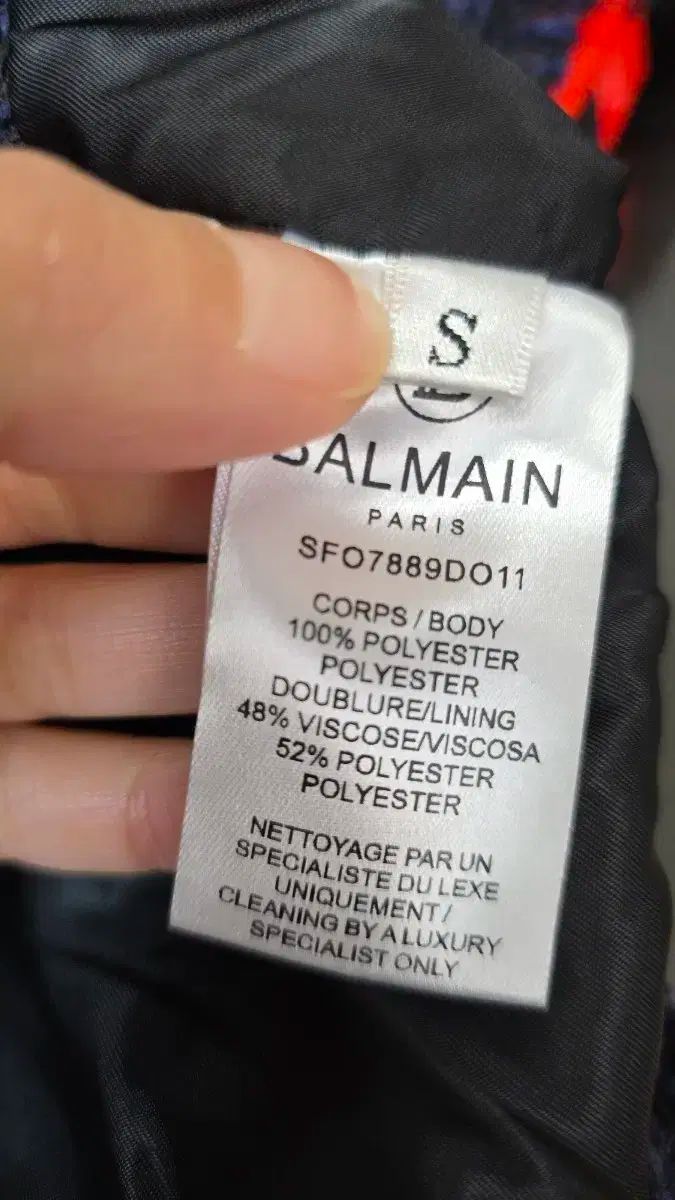 S
BALMAIN
PARIS
SFO7889DO11
CORPS/BODY
100% POLYESTER
POLYESTER
DOUBLURE/LINING
48% VISCOSE/VISCOSA
52% POLYESTER
POLYESTER
NETTOYAGE PAR UN
SPECIALISTE DU LEXE
UNIQUEMENT/
CLEANING BY A LUXURY
SPECIALIST ONLY